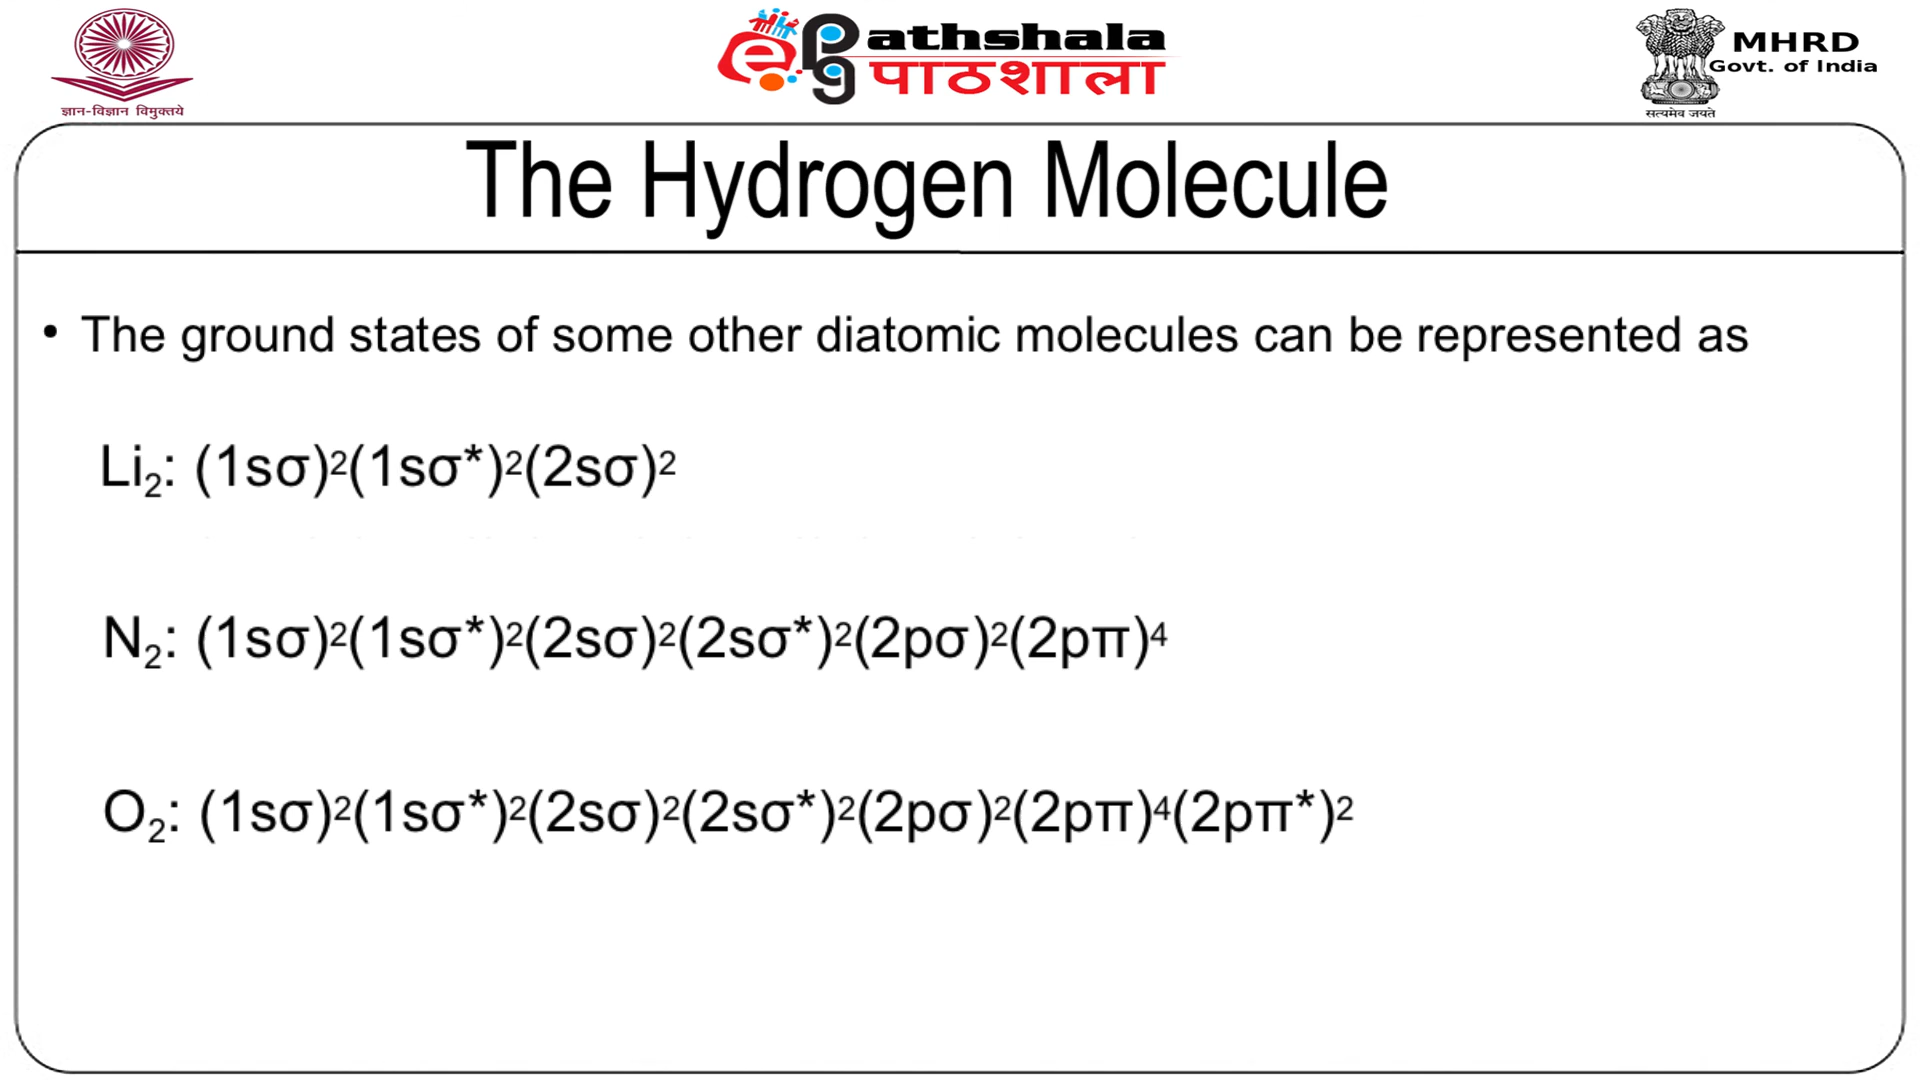 ज्ञान-विज्ञान विमुक्तये
ePG athshala
पाठशाला
MHRD
Govt. of India
सत्यमेव जयते
The Hydrogen Molecule
• The ground states of some other diatomic molecules can be represented as
Li₂: (1sσ)²(1sσ*)²(2sσ)²
N₂: (1sσ)²(1sσ*)²(2sσ)²(2sσ*)²(2pσ)²(2pπ)⁴
O₂: (1sσ)²(1sσ*)²(2sσ)²(2sσ*)²(2pσ)²(2pπ)⁴(2pπ*)²